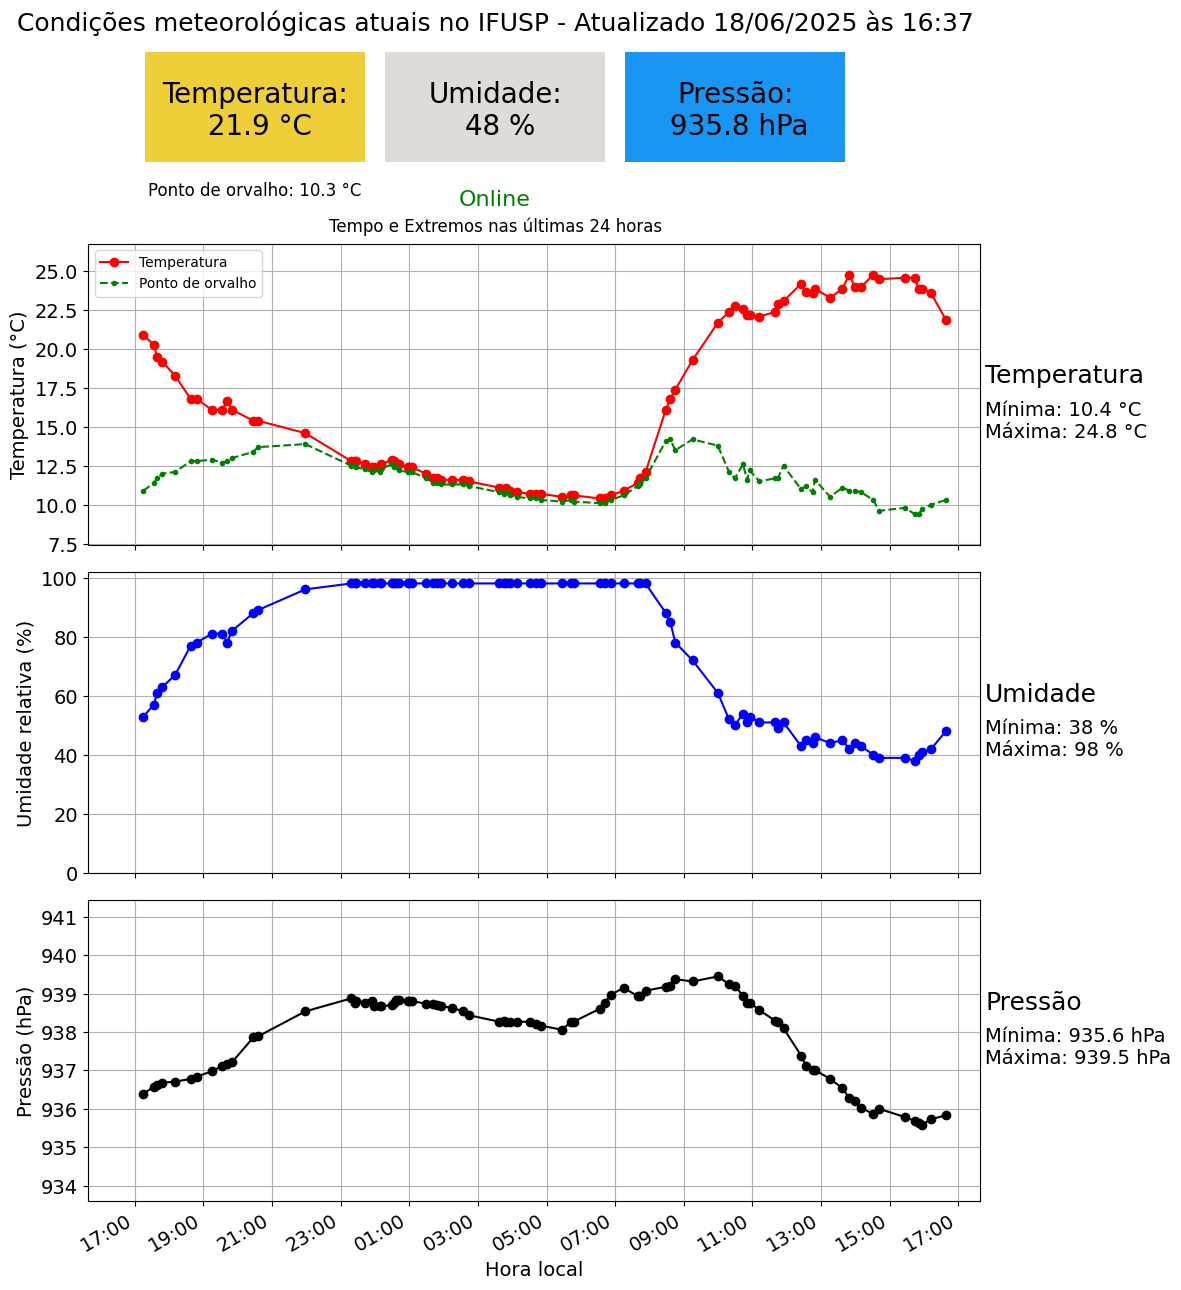 Condições meteorológicas atuais no IFUSP - Atualizado 18/06/2025 às 16:37
Temperatura:
21.9 °C
Umidade:
48 %
Pressão:
935.8 hPa
Ponto de orvalho: 10.3 °C
Online
Tempo e Extremos nas últimas 24 horas
Temperatura
Ponto de orvalho
Temperatura (°C)
25.0
22.5
20.0
17.5
15.0
12.5
10.0
7.5
Temperatura
Mínima: 10.4 °C
Máxima: 24.8 °C
Umidade relativa (%)
100
80
60
40
20
0
Umidade
Mínima: 38 %
Máxima: 98 %
Pressão (hPa)
941
940
939
938
937
936
935
934
Pressão
Mínima: 935.6 hPa
Máxima: 939.5 hPa
17:00 19:00 21:00 23:00 01:00 03:00 05:00 07:00 09:00 11:00 13:00 15:00 17:00
Hora local